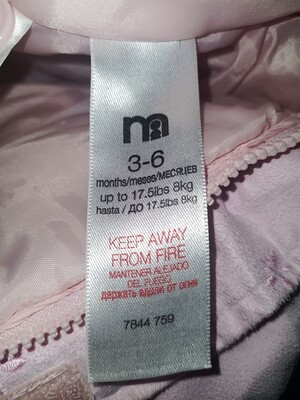 m
3-6
months/meses/МЕСЯЦЕВ
up to 17.5lbs 8kg
hasta / ДО 17.5lbs 8kg
KEEP AWAY
FROM FIRE
MANTENER ALEJADO
DEL FUEGO
держать вдали от огня
7844 759